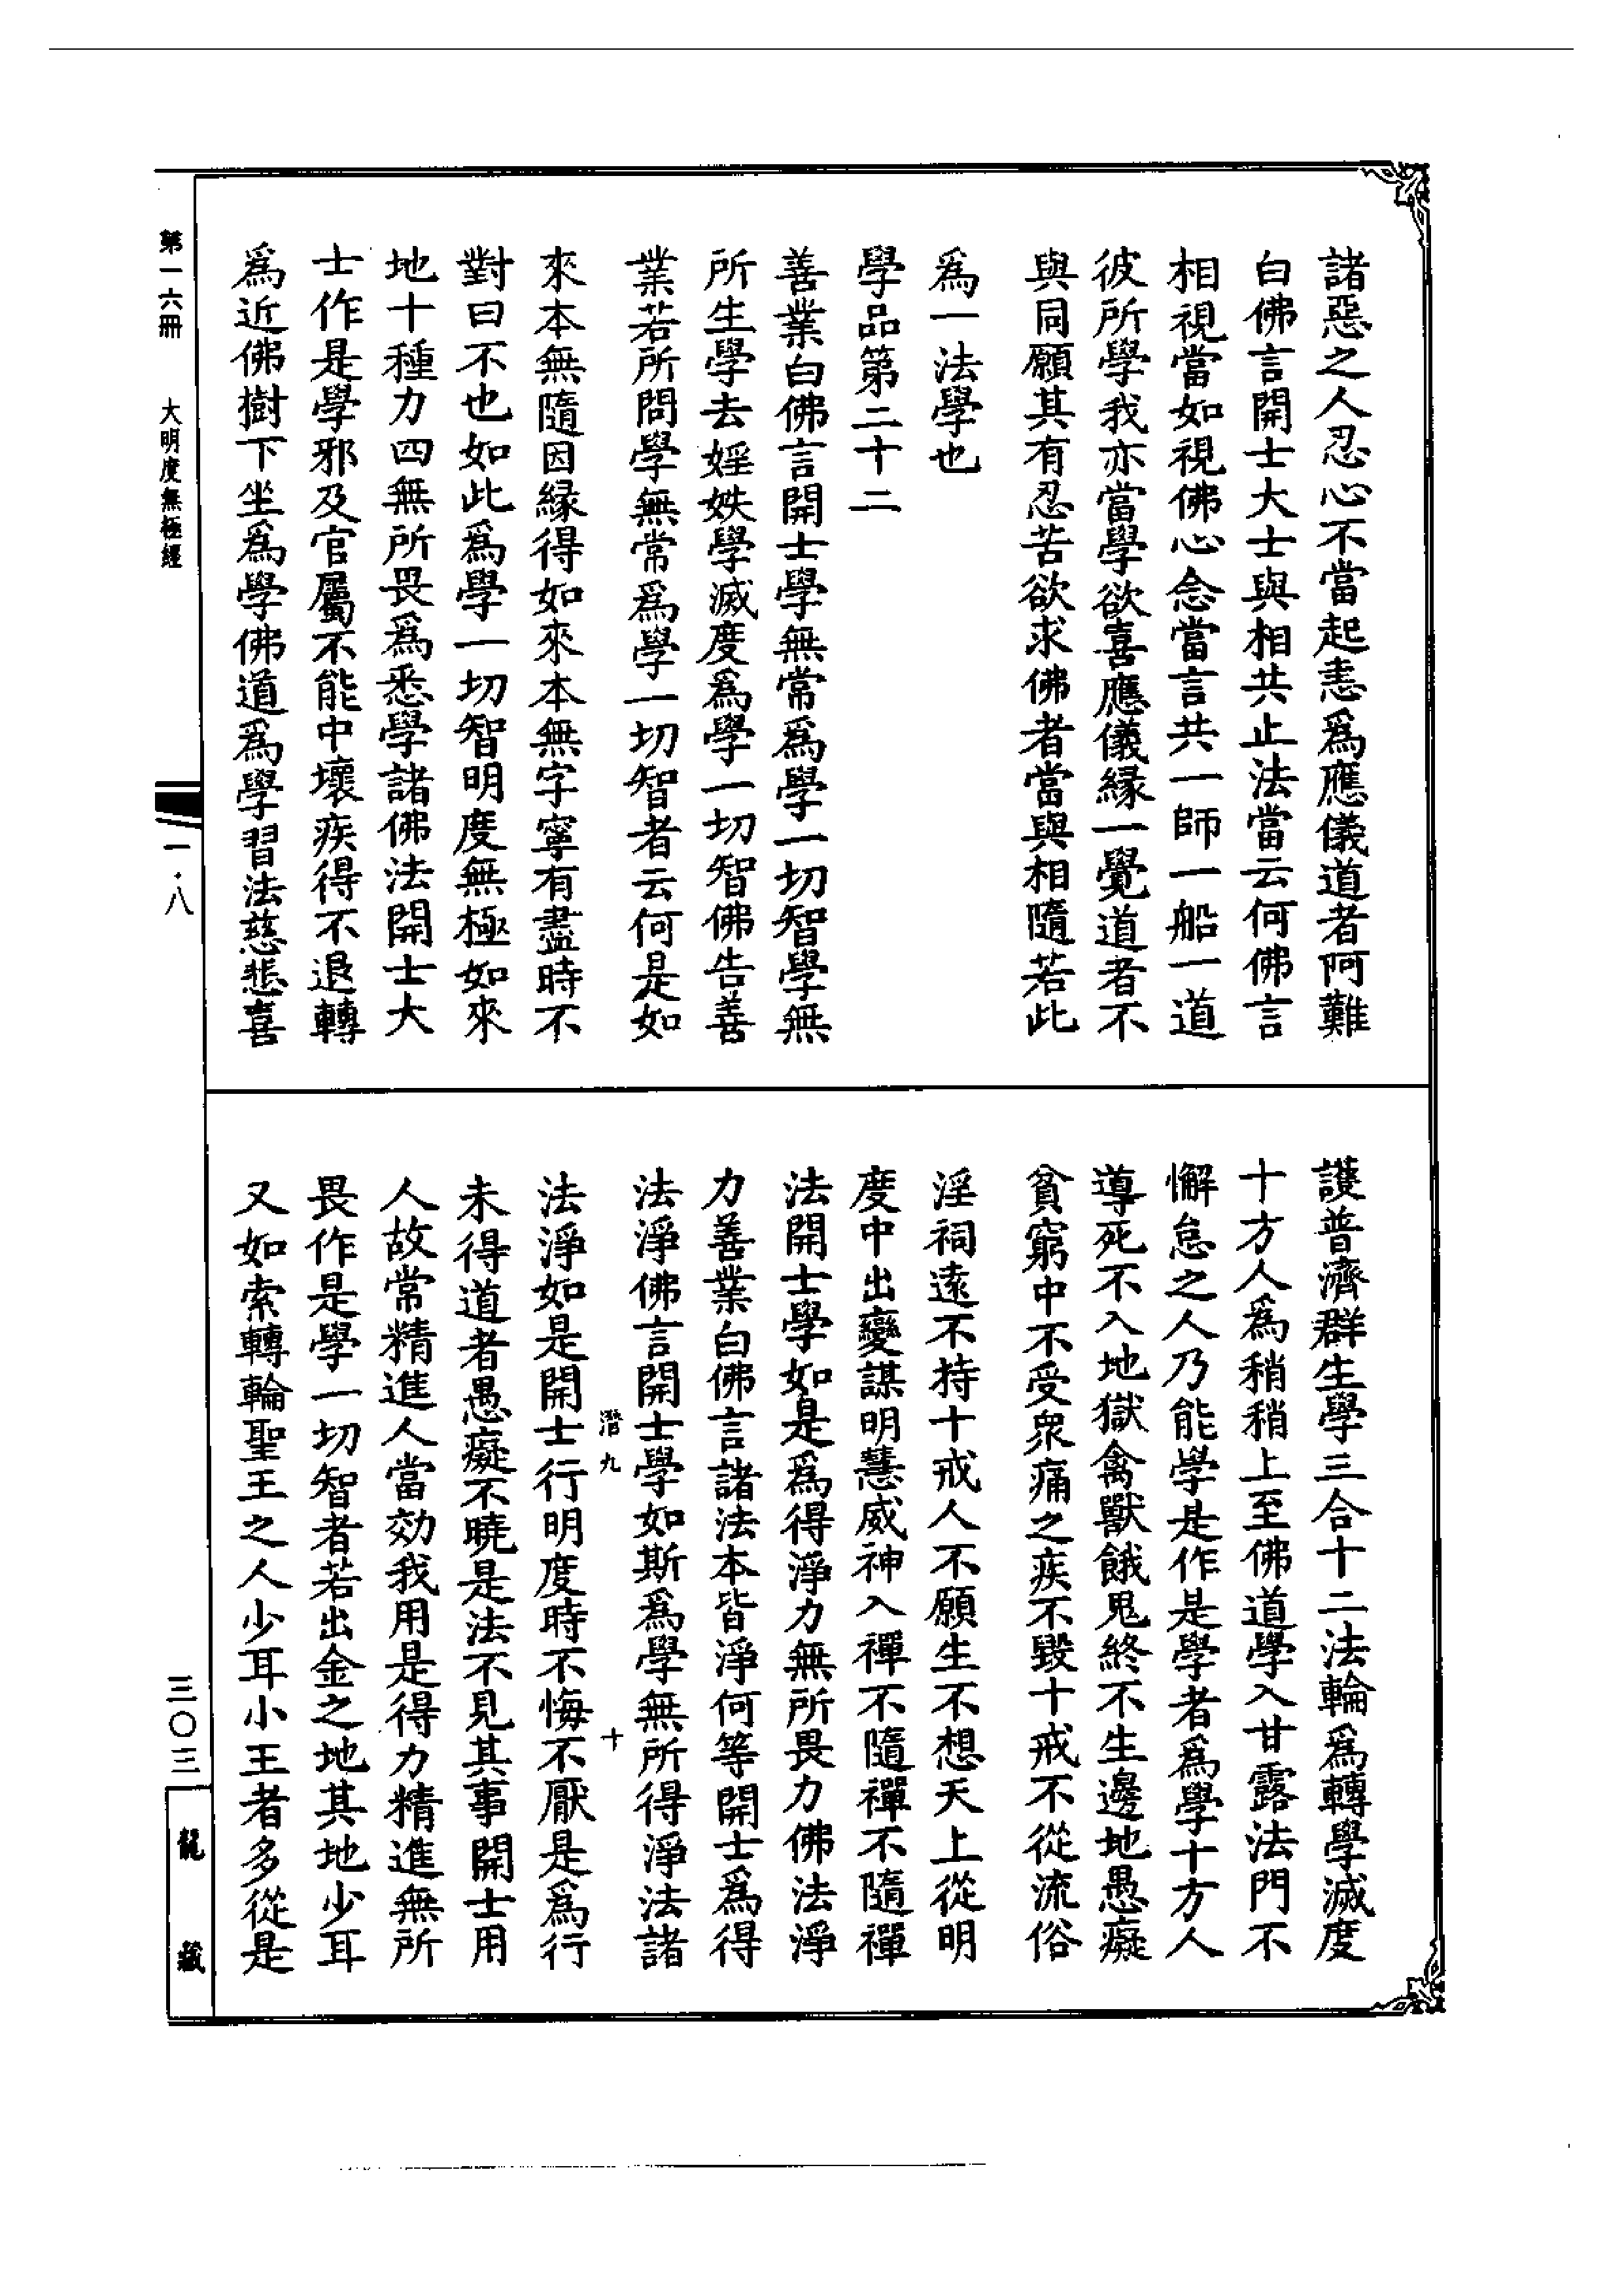 諸惡之人忍心不當起恚爲應儀道者阿難
白佛言開士大士與相共止法當云何佛言
相視當如視佛心念當言共一師一船一道
彼所學我亦當學欲喜應儀緣一覺道者不
與同願其有忍苦欲求佛者當與相隨若此
爲一法學也
學品第二十二
善業白佛言開士學無常爲學一切智學無
所生學去婬妷學滅度爲學一切智佛告善
業若所問學無常爲學一切智者云何是如
來本無隨因緣得如來本無字寧有盡時不
對曰不也如此爲學一切智明度無極如來
地十種力四無所畏爲悉學諸佛法開士大
士作是學邪及官屬不能中壞疾得不退轉
爲近佛樹下坐爲學佛道爲學習法慈悲喜
護普濟群生學三合十二法輪爲轉學滅度
十方人爲稍稍上至佛道學入甘露法門不
懈怠之人乃能學是作是學者爲學十方人
導死不入地獄禽獸餓鬼終不生邊地愚癡
貧窮中不受衆痛之疾不毀十戒不從流俗
淫祠遠不持十戒人不願生不想天上從明
度中出變謀明慧威神入禪不隨禪不隨禪
法開士學如是爲得淨力無所畏力佛法淨
力善業白佛言諸法本皆淨何等開士爲得
法淨佛言開士學如斯爲學無所得淨法諸
潛九 十
法淨如是開士行明度時不悔不厭是爲行
未得道者愚癡不曉是法不見其事開士用
人故常精進人當効我用是得力精進無所
畏作是學一切智者若出金之地其地少耳
又如索轉輪聖王之人少耳小王者多從是
第一六冊 大明度無極經
一·八
三〇三
龍藏